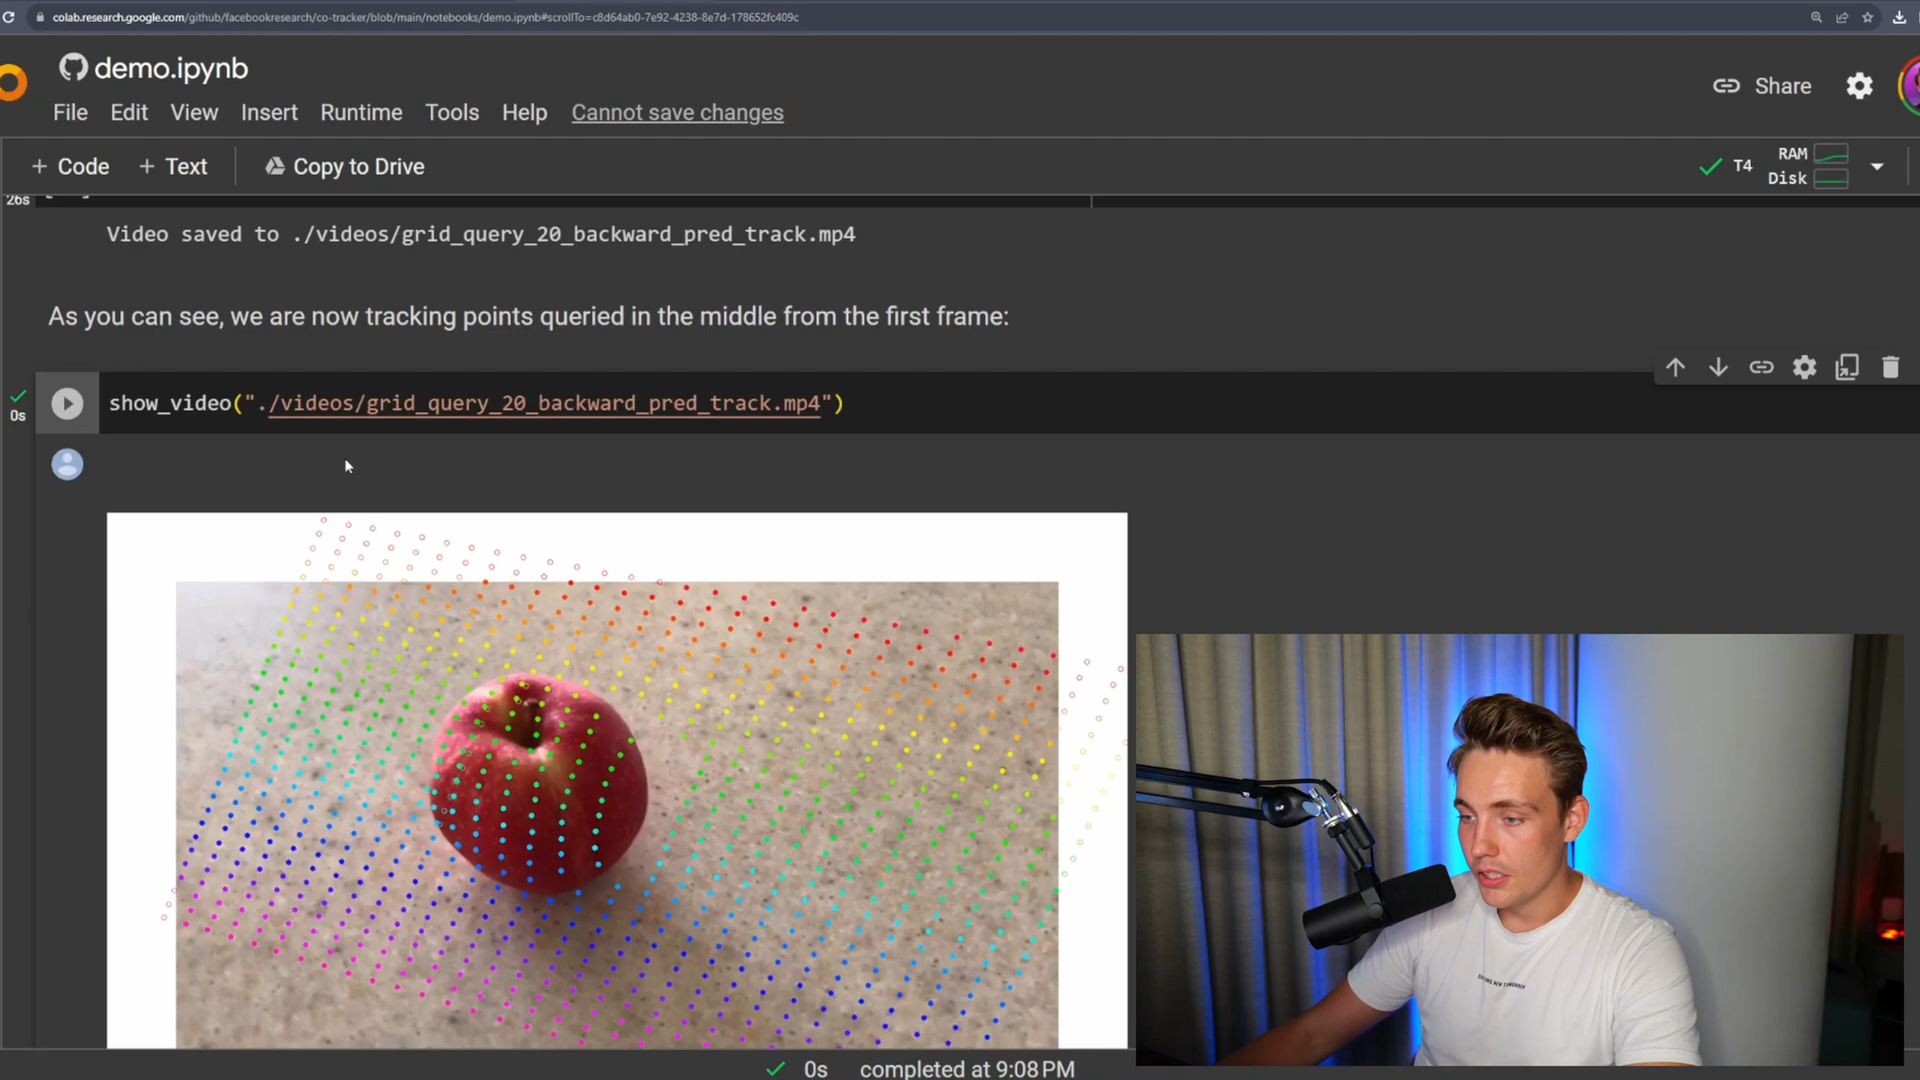 colab.research.google.com/github/facebookresearch/co-tracker/blob/main/notebooks/demo.ipynb#scrollTo=c8d64ab0-7e92-4238-8e7d-178652fc409c
demo.ipynb
Share
File Edit View Insert Runtime Tools Help Cannot save changes
+ Code + Text Copy to Drive
T4 RAM
Disk
26s
Video saved to ./videos/grid_query_20_backward_pred_track.mp4
As you can see, we are now tracking points queried in the middle from the first frame:
show_video("./videos/grid_query_20_backward_pred_track.mp4")
0s
0s completed at 9:08 PM